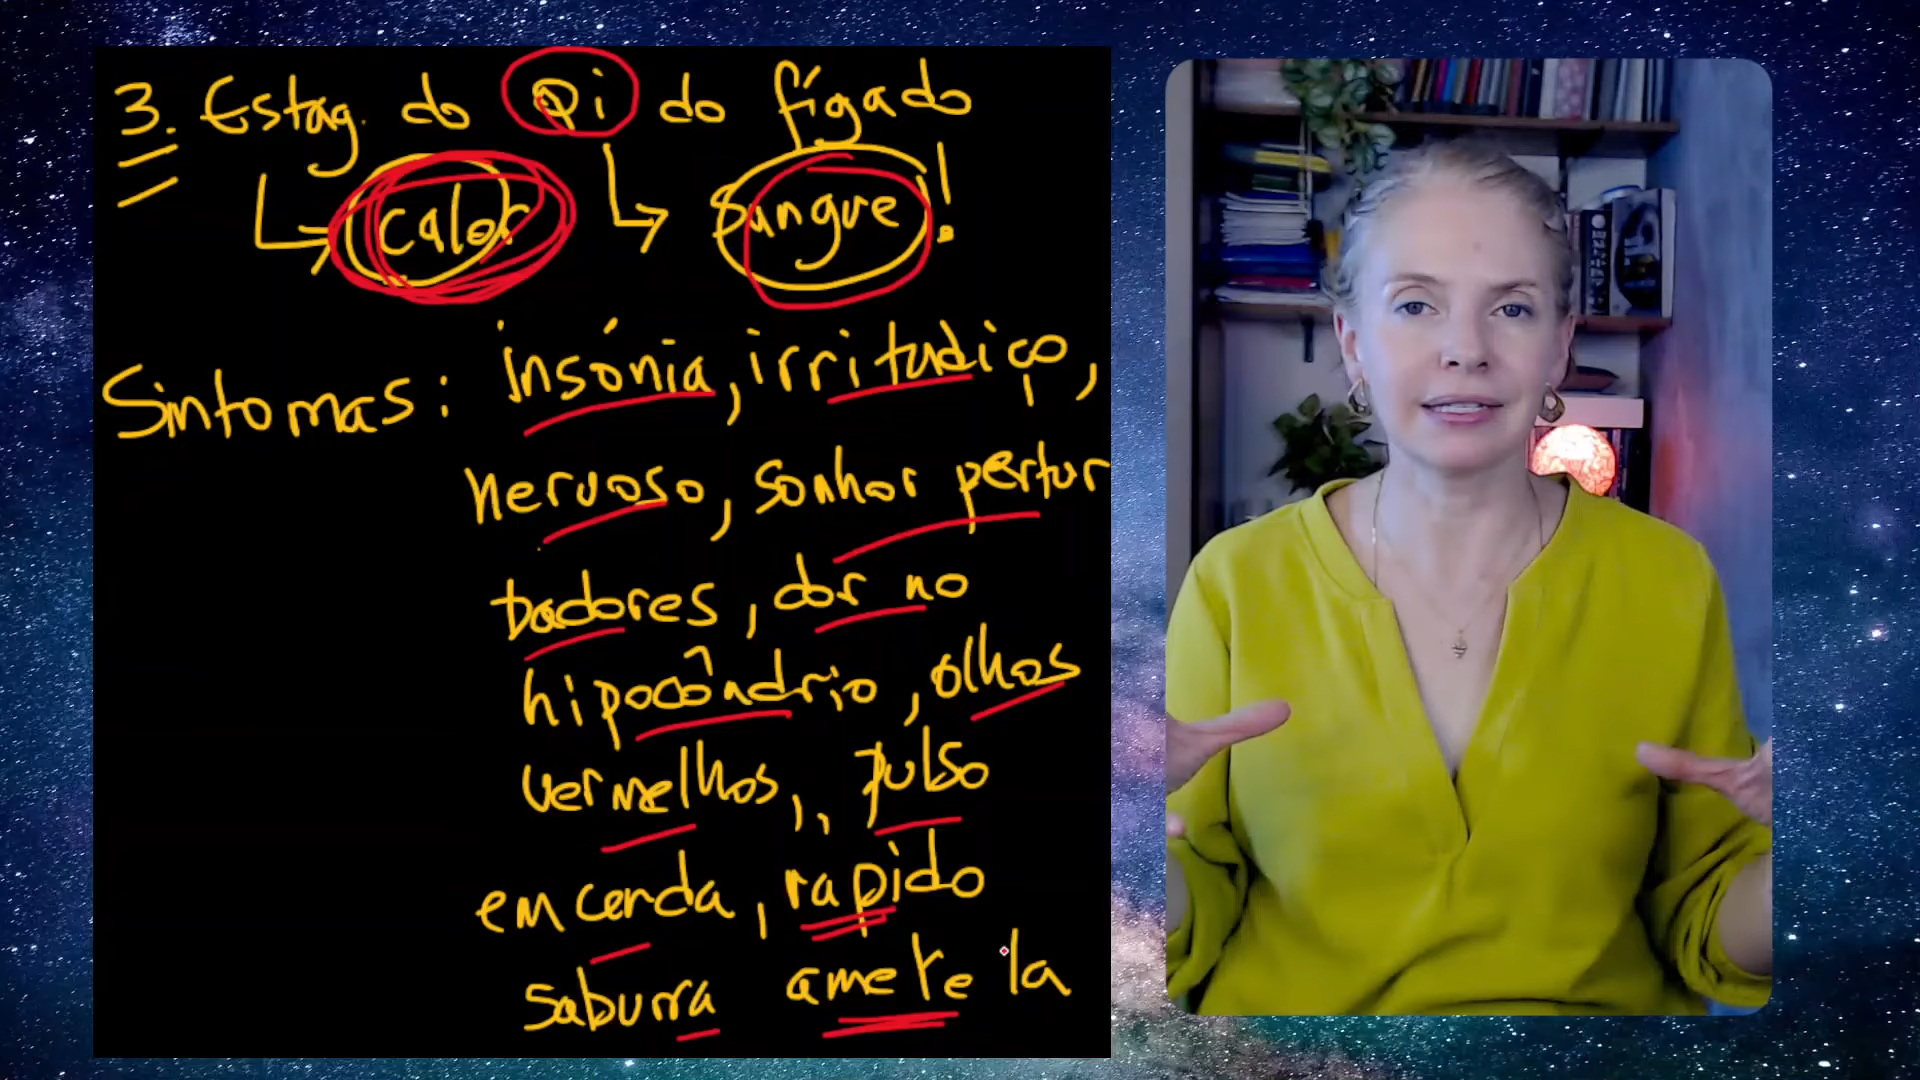 3. Estag. do Qi do fígado
calor sangue!
Sintomas: insónia, irritadiço,
nervoso, sonhos pertur
badores, dor no
hipocôndrio, olhos
vermelhos,, pulso
em corda, rapido
saburra amarela